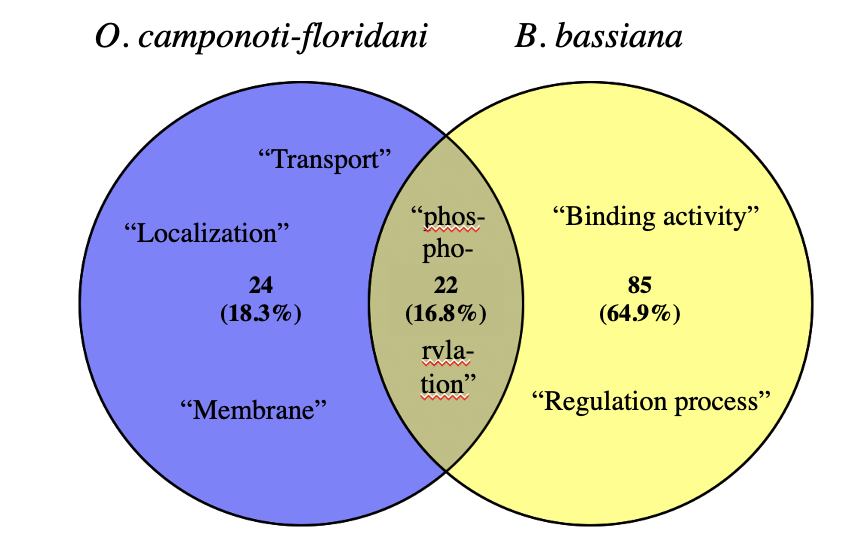 O. camponoti-floridani
B. bassiana
“Transport”
“Localization”
24
(18.3%)
“Membrane”
“phos-
pho-
22
(16.8%)
rvla-
tion”
“Binding activity”
85
(64.9%)
“Regulation process”